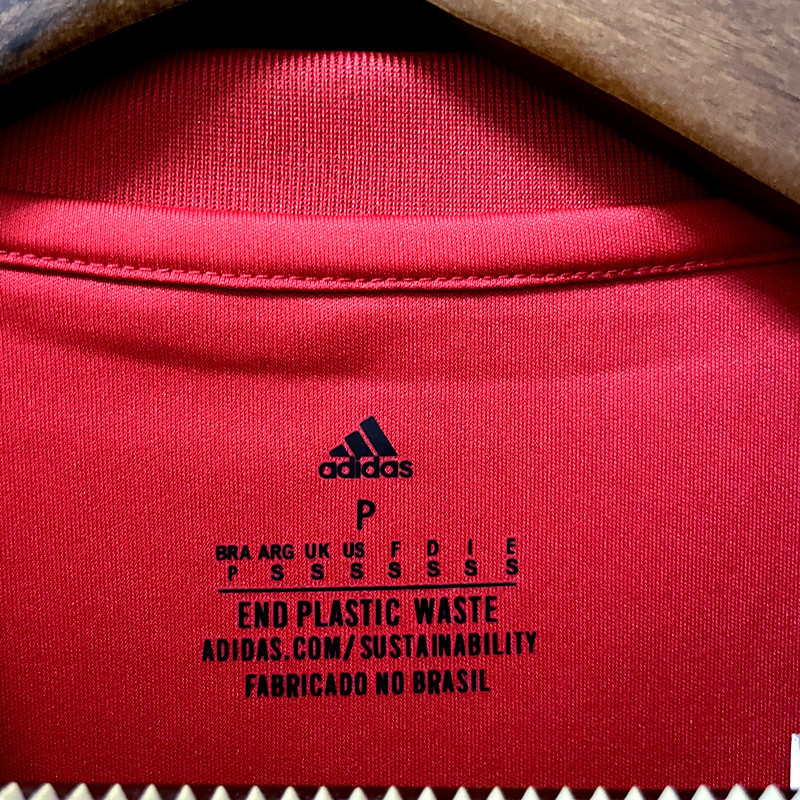 adidas
P
BRA ARG UK US F D I E
P S S S S S S S
END PLASTIC WASTE
ADIDAS.COM/SUSTAINABILITY
FABRICADO NO BRASIL